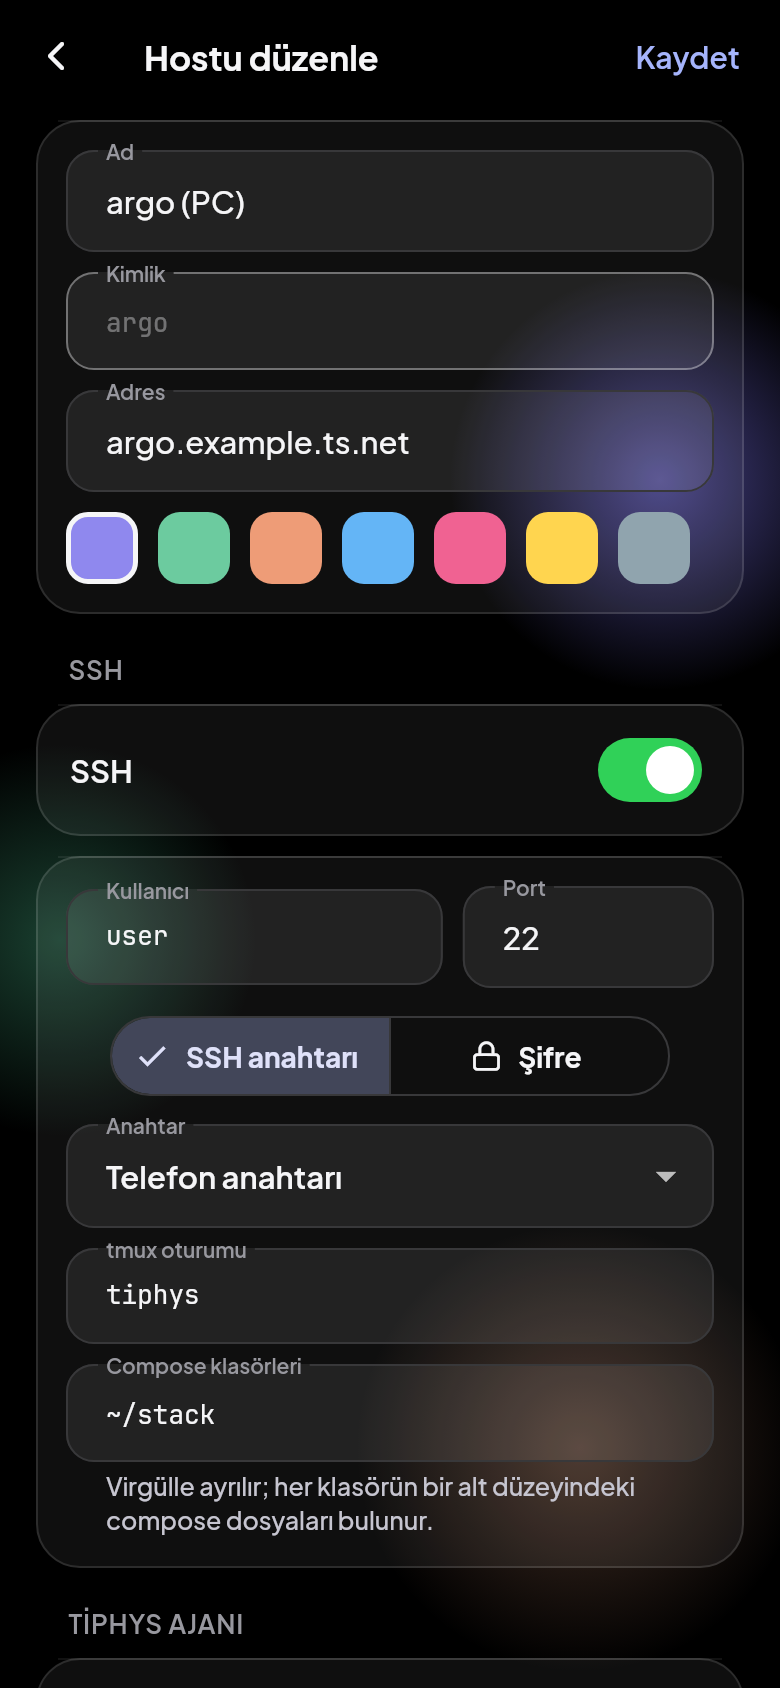 Hostu düzenle
Kaydet
Ad
argo (PC)
Kimlik
argo
Adres
argo.example.ts.net
SSH
SSH
Kullanıcı
user
Port
22
SSH anahtarı
Şifre
Anahtar
Telefon anahtarı
tmux oturumu
tiphys
Compose klasörleri
~/stack
Virgülle ayrılır; her klasörün bir alt düzeyindeki
compose dosyaları bulunur.
TİPHYS AJANI